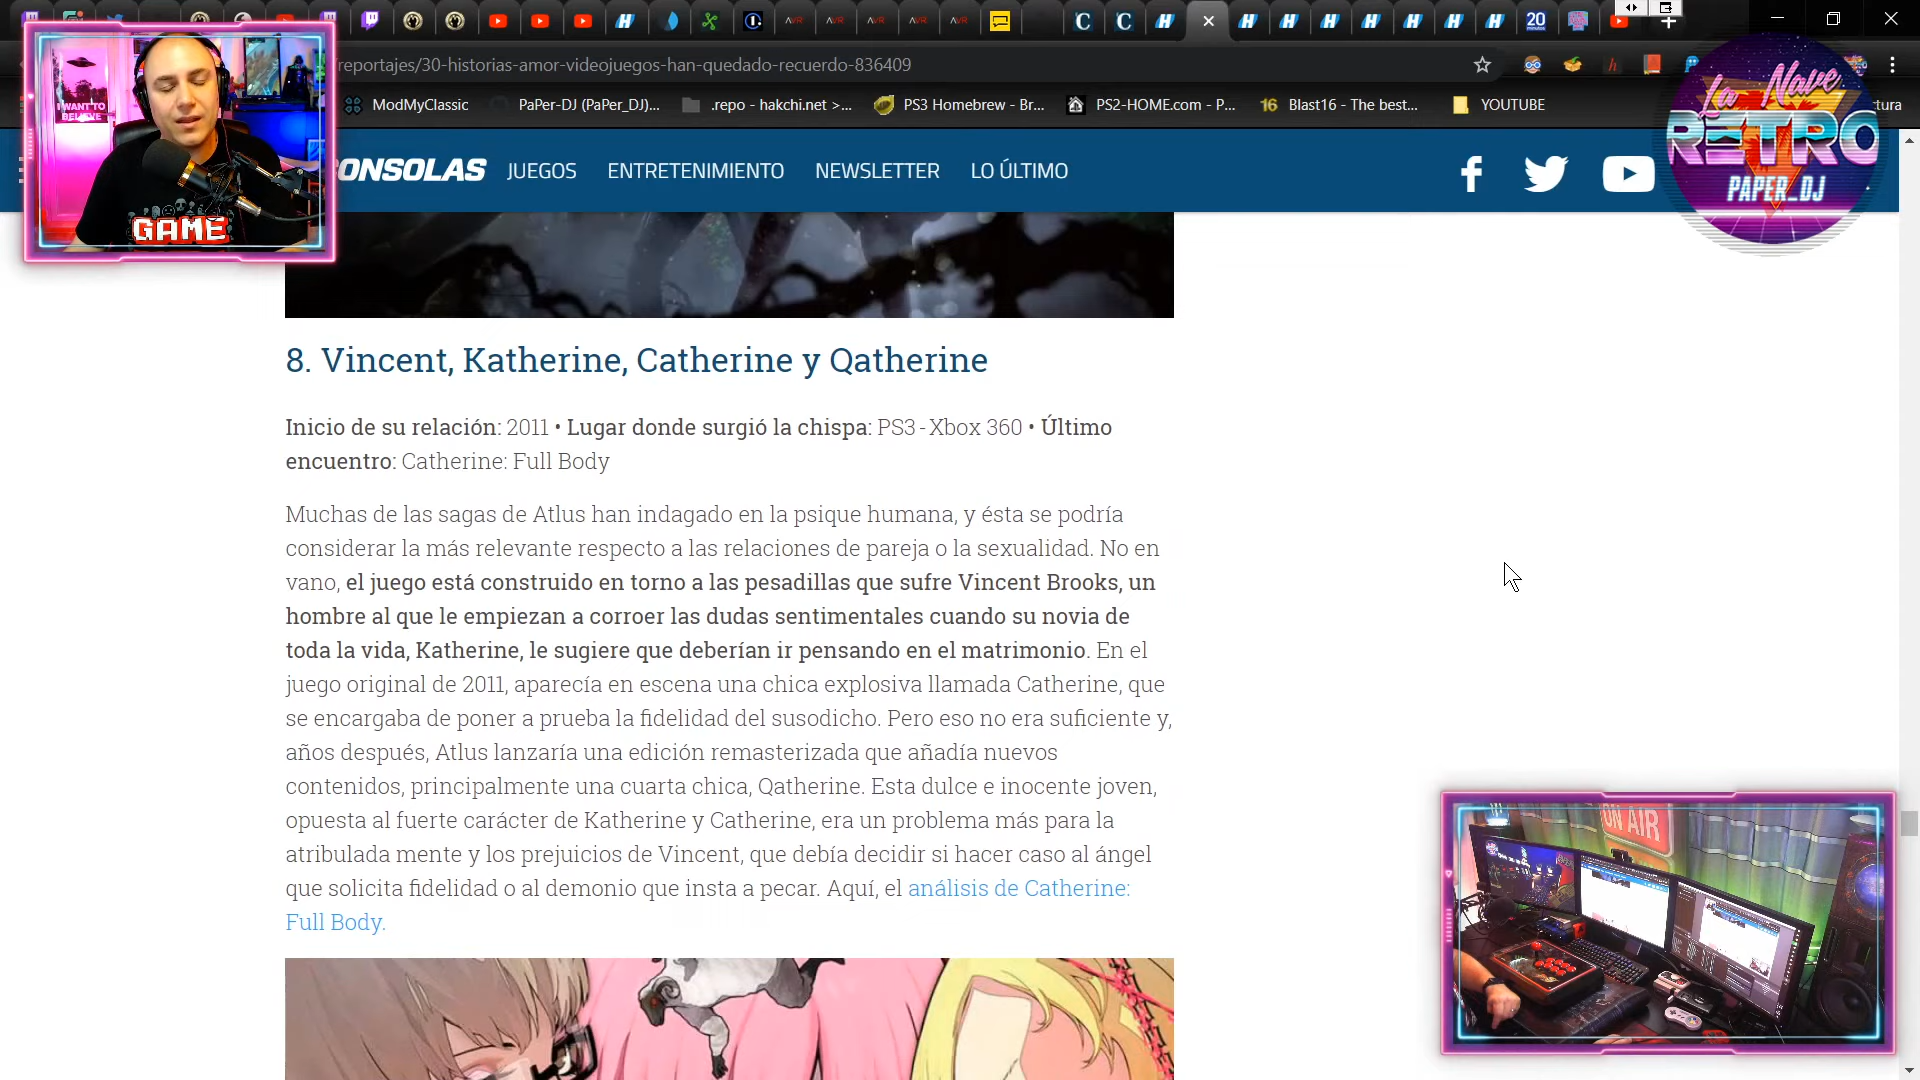 20
/reportajes/30-historias-amor-videojuegos-han-quedado-recuerdo-836409
ModMyClassic
PaPer-DJ (PaPer_DJ)...
.repo - hakchi.net >...
PS3 Homebrew - Br...
PS2-HOME.com - P...
16 Blast16 - The best...
YOUTUBE
ctura
I WANT TO
BELIEVE
GAME
La Nave
RETRO
PAPER_DJ
ONSOLAS
JUEGOS
ENTRETENIMIENTO
NEWSLETTER
LO ÚLTIMO
8. Vincent, Katherine, Catherine y Qatherine
Inicio de su relación: 2011 • Lugar donde surgió la chispa: PS3 - Xbox 360 • Último
encuentro: Catherine: Full Body
Muchas de las sagas de Atlus han indagado en la psique humana, y ésta se podría
considerar la más relevante respecto a las relaciones de pareja o la sexualidad. No en
vano, el juego está construido en torno a las pesadillas que sufre Vincent Brooks, un
hombre al que le empiezan a corroer las dudas sentimentales cuando su novia de
toda la vida, Katherine, le sugiere que deberían ir pensando en el matrimonio. En el
juego original de 2011, aparecía en escena una chica explosiva llamada Catherine, que
se encargaba de poner a prueba la fidelidad del susodicho. Pero eso no era suficiente y,
años después, Atlus lanzaría una edición remasterizada que añadía nuevos
contenidos, principalmente una cuarta chica, Qatherine. Esta dulce e inocente joven,
opuesta al fuerte carácter de Katherine y Catherine, era un problema más para la
atribulada mente y los prejuicios de Vincent, que debía decidir si hacer caso al ángel
que solicita fidelidad o al demonio que insta a pecar. Aquí, el análisis de Catherine:
Full Body.
ON AIR